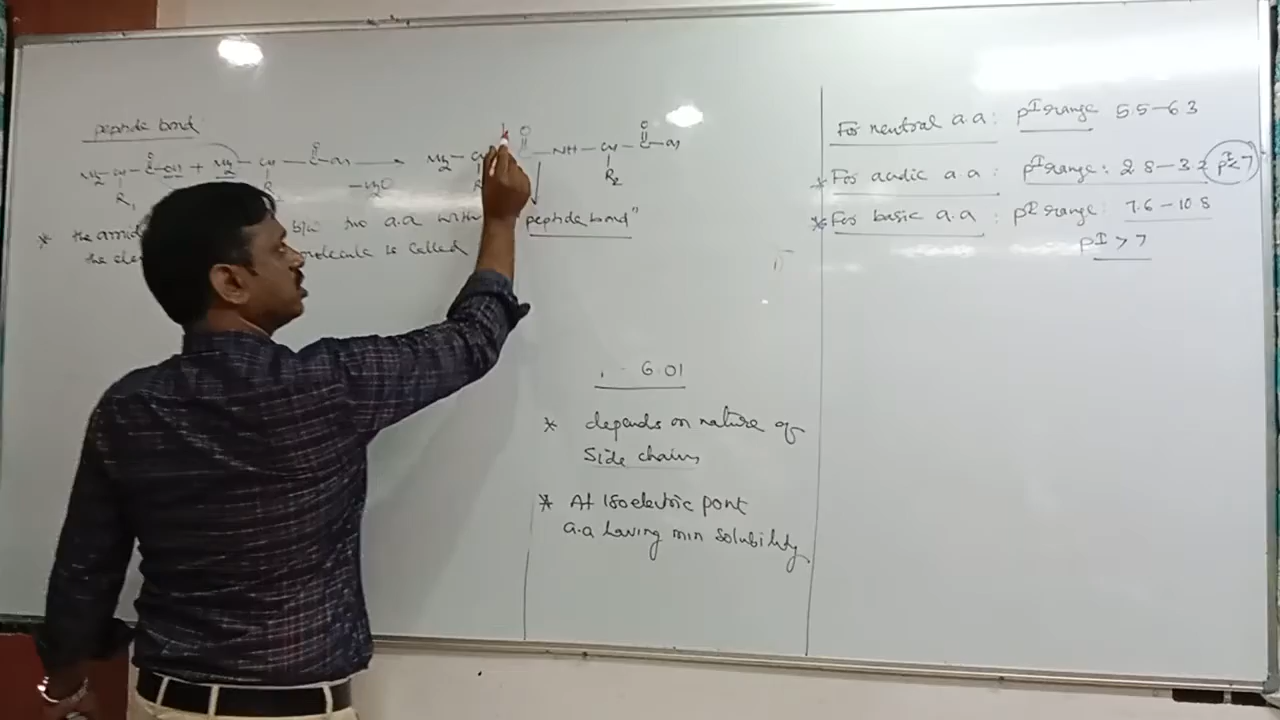 peptide bond
NH2 — CH — C — OH + NH2 — CH — C — OH → NH2 — CH
O O O O
— NH — CH — C — OH
R1 R R R2
— H2O
* the amid b/w two a.a with "peptide bond"
the ele molecule is called
6.01
* depends on nature of
side chains
* At isoelectric point
a.a having min solubility
For neutral a.a: pI range 5.5–6.3
* For acidic a.a: pI range: 2.8–3.2 pI<7
* For basic a.a: pI range: 7.6–10.8
pI > 7